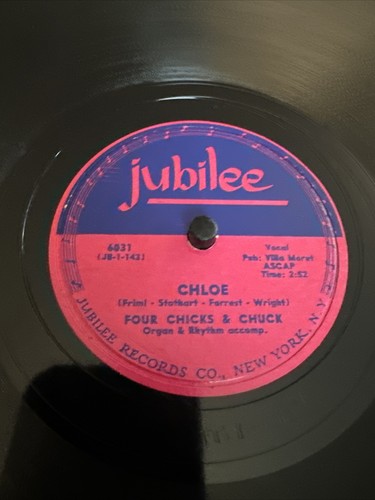 jubilee
6031
(JB-1-143)
Vocal
Pub: Villa Moret
ASCAP
Time: 2:52
CHLOE
(Friml - Stothart - Forrest - Wright)
FOUR CHICKS & CHUCK
Organ & Rhythm accomp.
JUBILEE RECORDS CO., NEW YORK, N.Y.